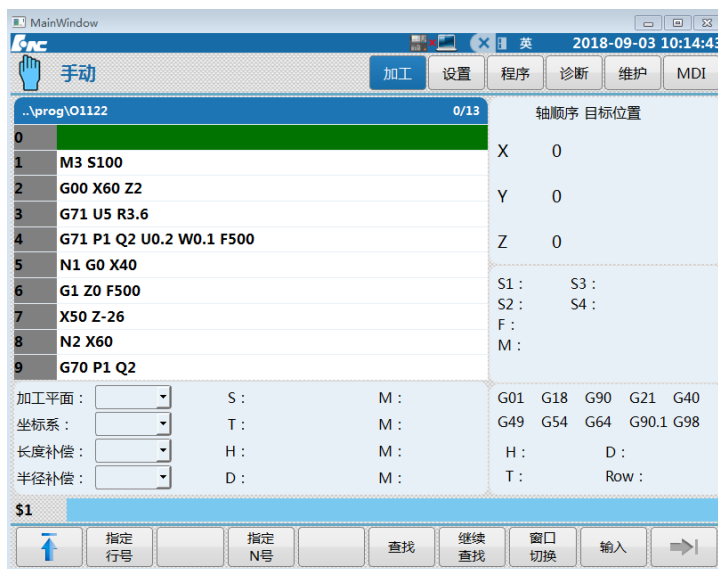 MainWindow
英 2018-09-03 10:14:43
手动 加工 设置 程序 诊断 维护 MDI
..\prog\O1122 0/13
0
1 M3 S100
2 G00 X60 Z2
3 G71 U5 R3.6
4 G71 P1 Q2 U0.2 W0.1 F500
5 N1 G0 X40
6 G1 Z0 F500
7 X50 Z-26
8 N2 X60
9 G70 P1 Q2
轴顺序 目标位置
X 0
Y 0
Z 0
S1： S3：
S2： S4：
F：
M：
加工平面： S： M：
坐标系： T： M：
长度补偿： H： M：
半径补偿： D： M：
G01 G18 G90 G21 G40
G49 G54 G64 G90.1 G98
H： D：
T： Row：
$1
指定
行号
指定
N号
查找
继续
查找
窗口
切换
输入